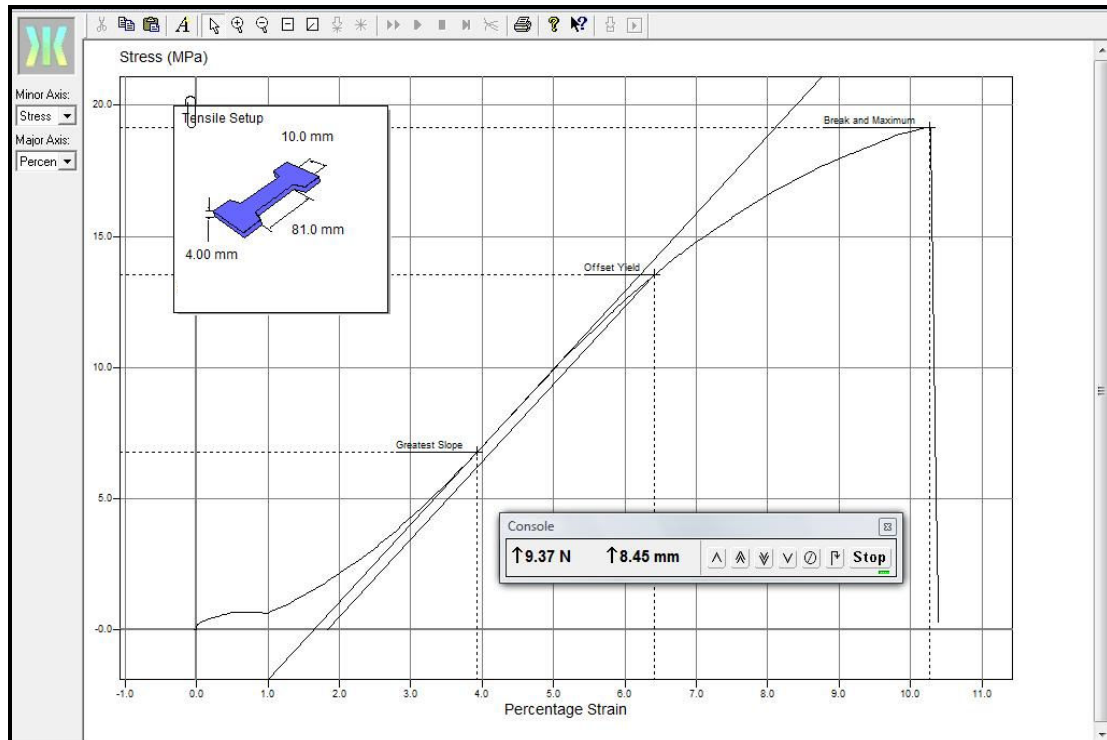 Minor Axis:
Stress
Major Axis:
Percen
Stress (MPa)
20.0
15.0
10.0
5.0
-0.0
Tensile Setup
10.0 mm
81.0 mm
4.00 mm
Break and Maximum
Offset Yield
Greatest Slope
Console
↑9.37 N ↑8.45 mm Stop
-1.0 0.0 1.0 2.0 3.0 4.0 5.0 6.0 7.0 8.0 9.0 10.0 11.0
Percentage Strain